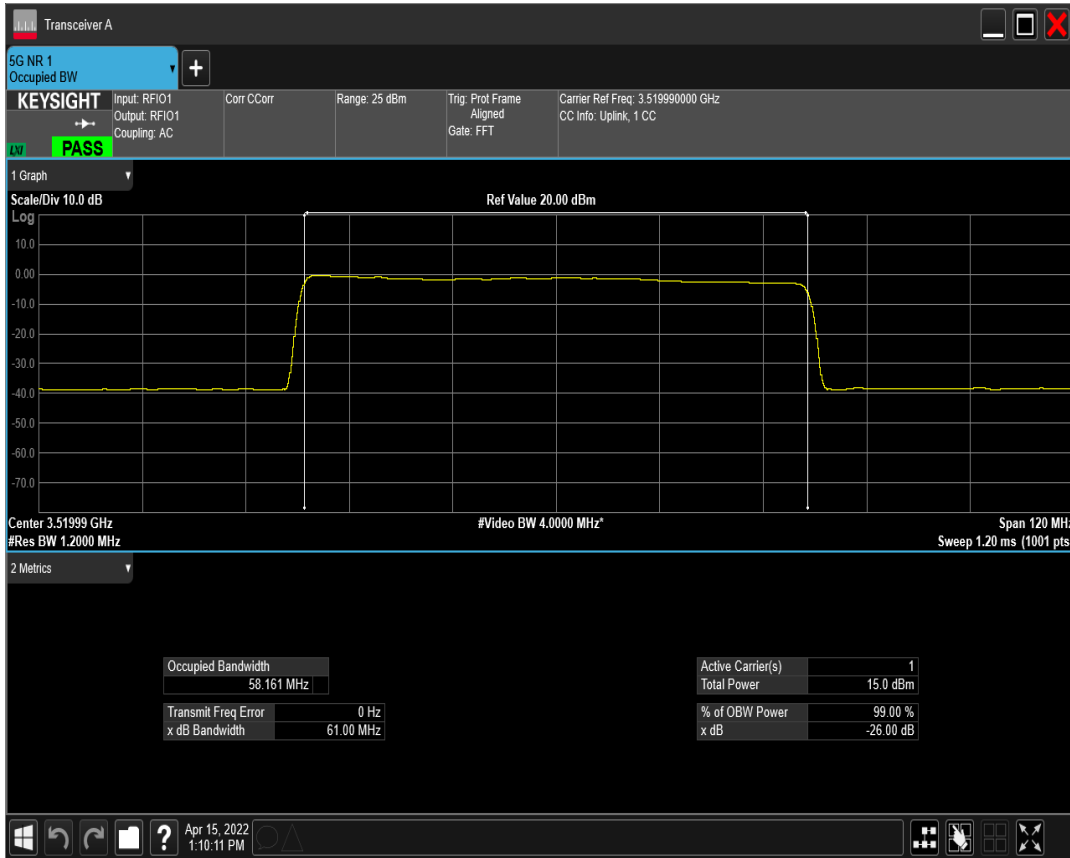 Transceiver A
5G NR 1
Occupied BW
+
KEYSIGHT
LXI
PASS
Input: RFIO1
Output: RFIO1
Coupling: AC
Corr CCorr
Range: 25 dBm
Trig: Prot Frame
Aligned
Gate: FFT
Carrier Ref Freq: 3.519990000 GHz
CC Info: Uplink, 1 CC
1 Graph
Scale/Div 10.0 dB
Ref Value 20.00 dBm
Log
10.0
0.00
-10.0
-20.0
-30.0
-40.0
-50.0
-60.0
-70.0
Center 3.51999 GHz
#Video BW 4.0000 MHz*
Span 120 MHz
#Res BW 1.2000 MHz
Sweep 1.20 ms (1001 pts
2 Metrics
Occupied Bandwidth
58.161 MHz
Transmit Freq Error 0 Hz
x dB Bandwidth 61.00 MHz
Active Carrier(s) 1
Total Power 15.0 dBm
% of OBW Power 99.00 %
x dB -26.00 dB
?
Apr 15, 2022
1:10:11 PM